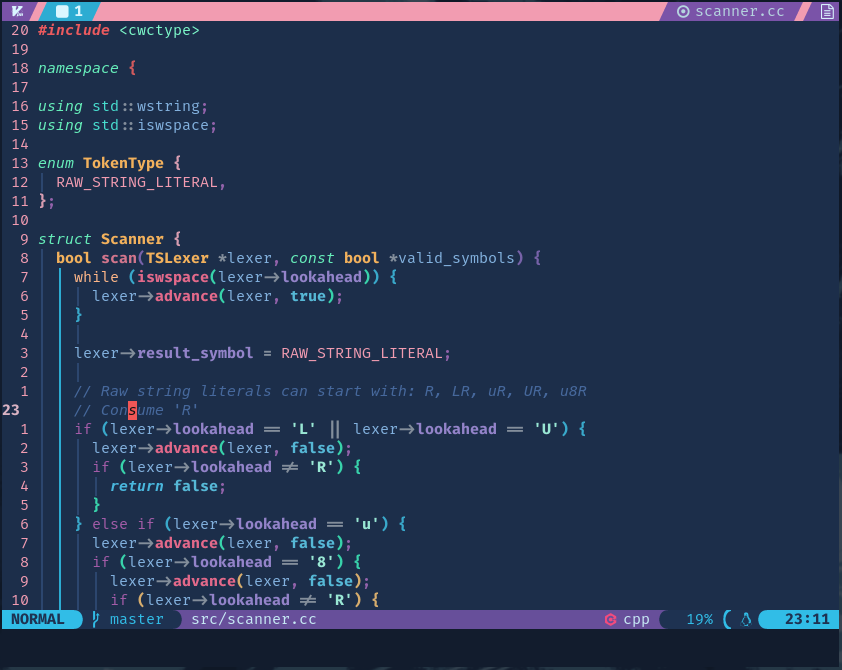 1 scanner.cc
20 #include <cwctype>
19
18 namespace {
17
16 using std::wstring;
15 using std::iswspace;
14
13 enum TokenType {
12 RAW_STRING_LITERAL,
11 };
10
9 struct Scanner {
8 bool scan(TSLexer *lexer, const bool *valid_symbols) {
7 while (iswspace(lexer->lookahead)) {
6 lexer->advance(lexer, true);
5 }
4
3 lexer->result_symbol = RAW_STRING_LITERAL;
2
1 // Raw string literals can start with: R, LR, uR, UR, u8R
23 // Consume 'R'
1 if (lexer->lookahead == 'L' || lexer->lookahead == 'U') {
2 lexer->advance(lexer, false);
3 if (lexer->lookahead != 'R') {
4 return false;
5 }
6 } else if (lexer->lookahead == 'u') {
7 lexer->advance(lexer, false);
8 if (lexer->lookahead == '8') {
9 lexer->advance(lexer, false);
10 if (lexer->lookahead != 'R') {
NORMAL master src/scanner.cc cpp 19% 23:11